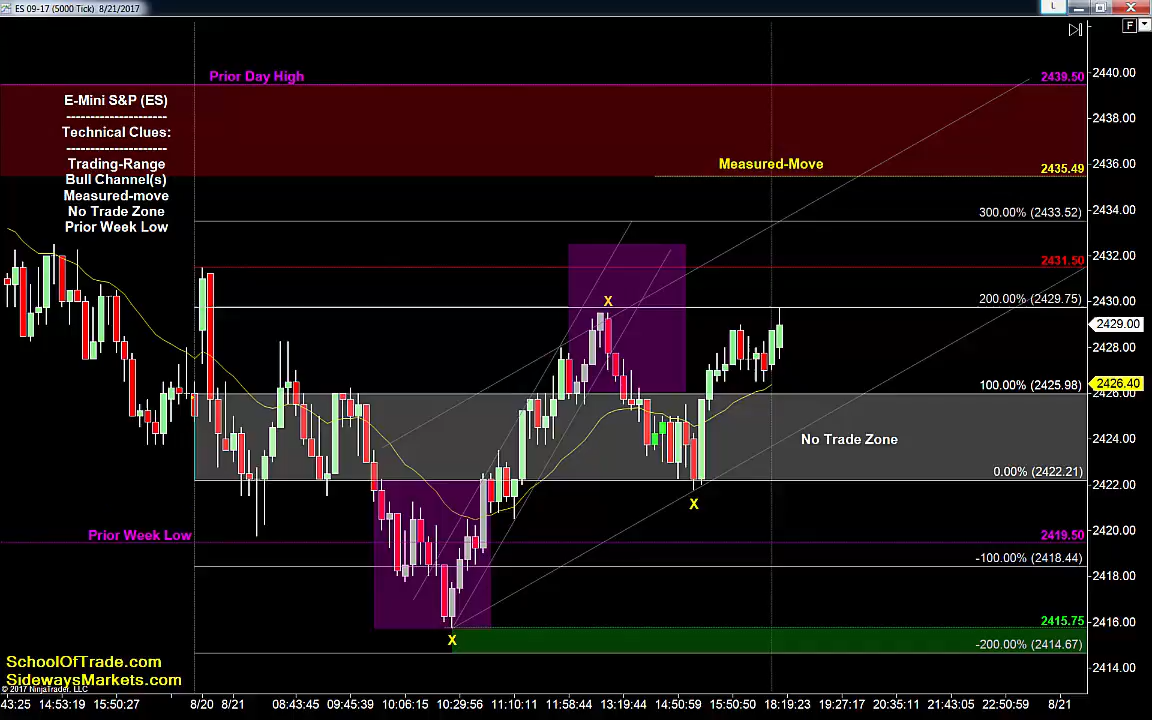 ES 09-17 (5000 Tick) 8/21/2017
L
F
Prior Day High
2439.50
2440.00
E-Mini S&P (ES)
----------------------
Technical Clues:
----------------------
Trading-Range
Bull Channel(s)
Measured-move
No Trade Zone
Prior Week Low
2438.00
Measured-Move
2436.00
2435.49
300.00% (2433.52)
2434.00
2432.00
2431.50
200.00% (2429.75)
2430.00
X
2429.00
2428.00
100.00% (2425.98)
2426.40
2426.00
No Trade Zone
2424.00
0.00% (2422.21)
2422.00
X
Prior Week Low
2419.50
2420.00
-100.00% (2418.44)
2418.00
2415.75
2416.00
X
-200.00% (2414.67)
2414.00
SchoolOfTrade.com
SidewaysMarkets.com
© 2017 NinjaTrader, LLC
43:25 14:53:19 15:50:27 8/20 8/21 08:43:45 09:45:39 10:06:15 10:29:56 11:10:11 11:58:44 13:19:44 14:50:59 15:50:50 18:19:23 19:27:17 20:35:11 21:43:05 22:50:59 8/21